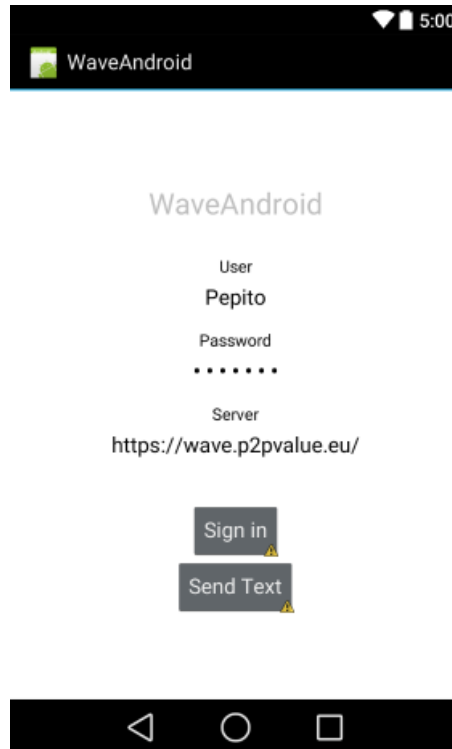 5:00
WaveAndroid
WaveAndroid
User
Pepito
Password
•••••••
Server
https://wave.p2pvalue.eu/
Sign in
Send Text